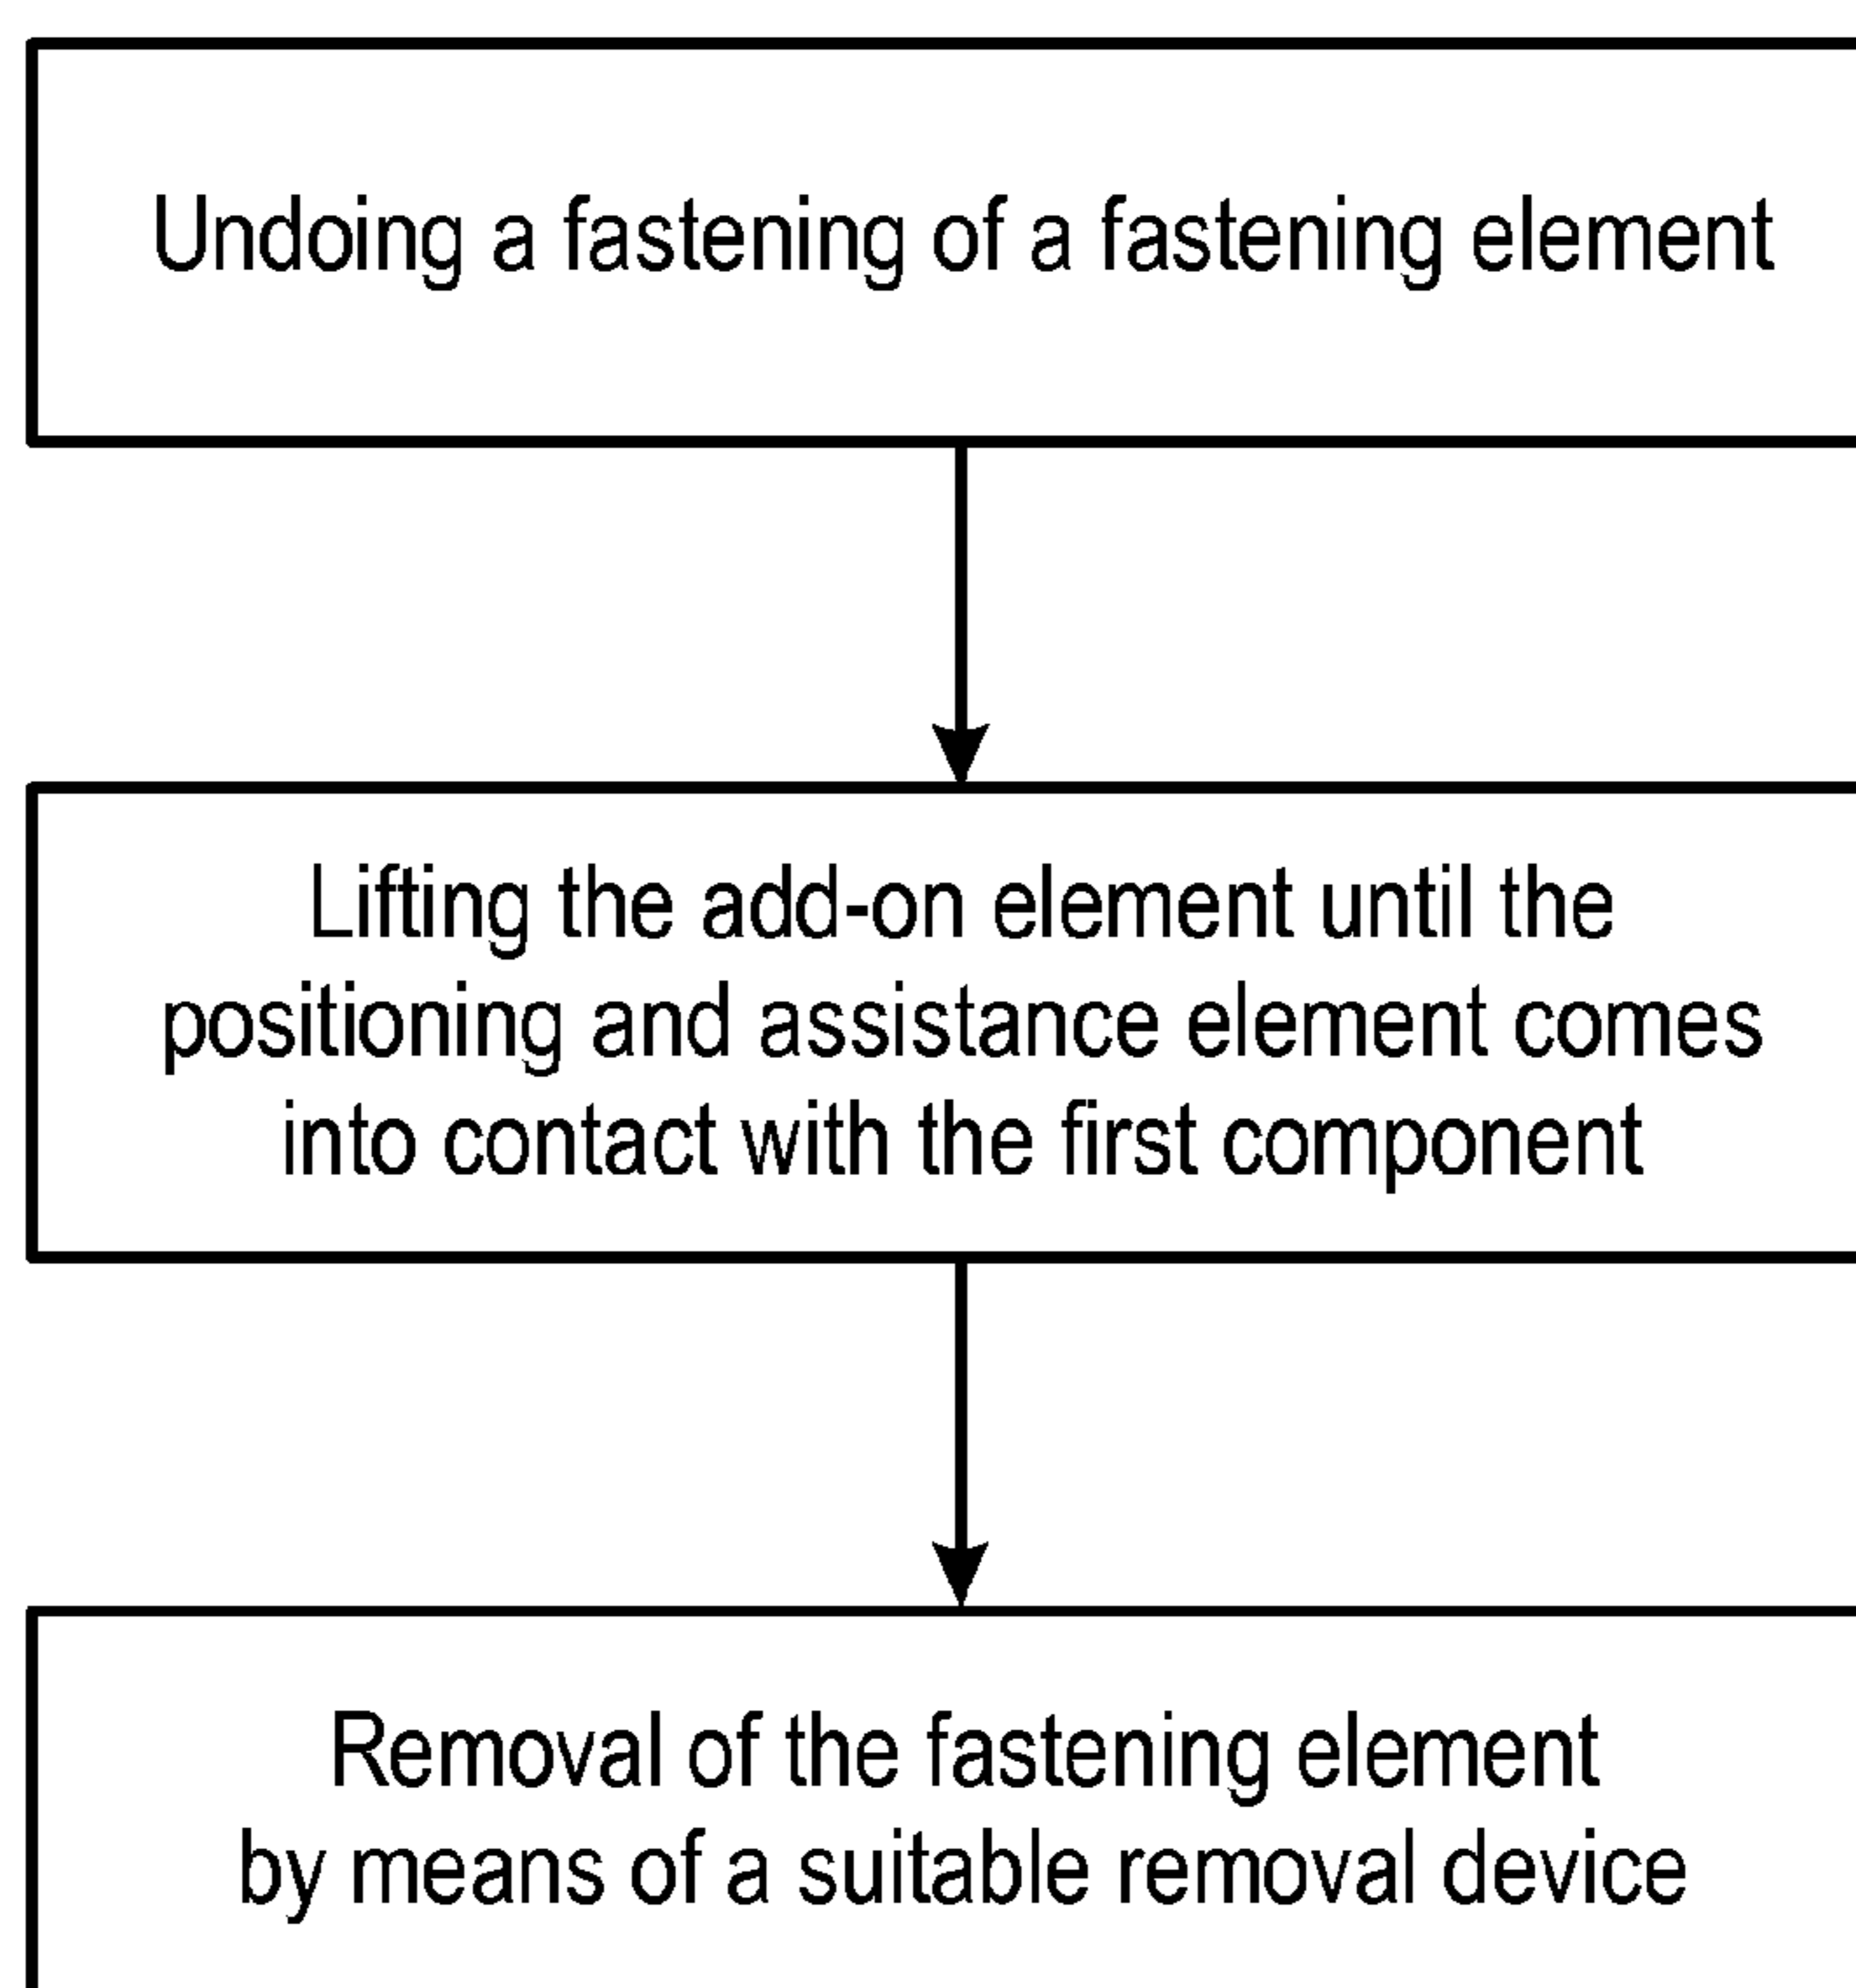 Undoing a fastening of a fastening element
Lifting the add-on element until the
positioning and assistance element comes
into contact with the first component
Removal of the fastening element
by means of a suitable removal device